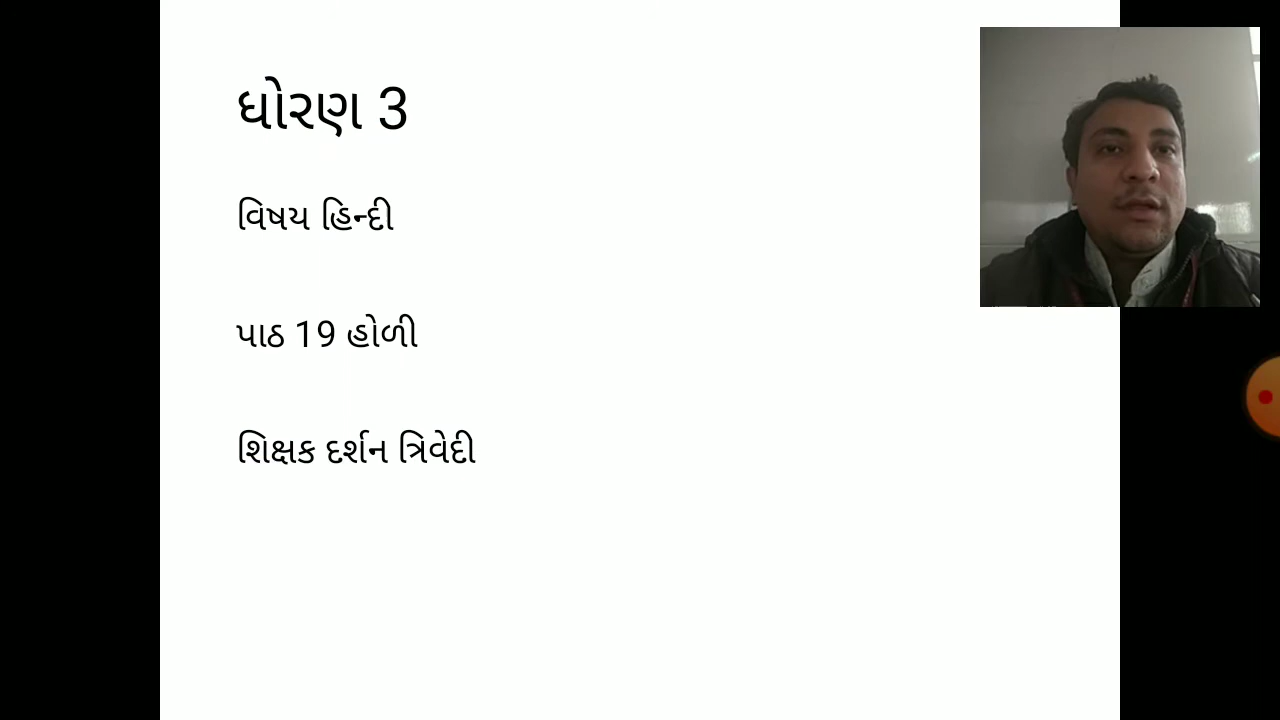 ધોરણ 3
વિષય હિન્દી
પાઠ 19 હોળી
શિક્ષક દર્શન ત્રિવેદી